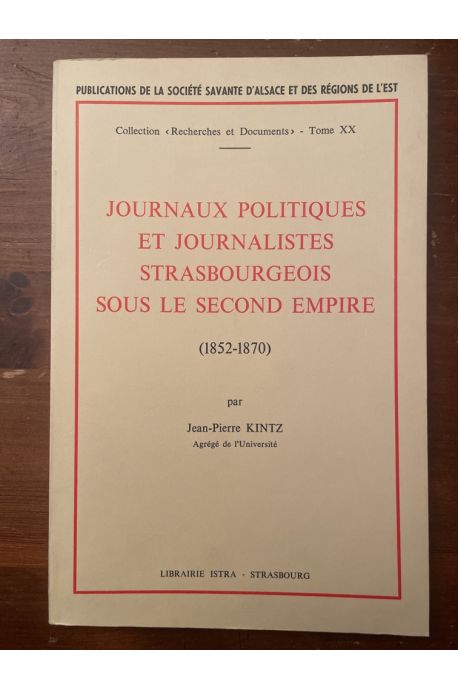 PUBLICATIONS DE LA SOCIÉTÉ SAVANTE D'ALSACE ET DES RÉGIONS DE L'EST
Collection ‹Recherches et Documents› - Tome XX
JOURNAUX POLITIQUES
ET JOURNALISTES
STRASBOURGEOIS
SOUS LE SECOND EMPIRE
(1852-1870)
par
Jean-Pierre KINTZ
Agrégé de l'Université
LIBRAIRIE ISTRA - STRASBOURG